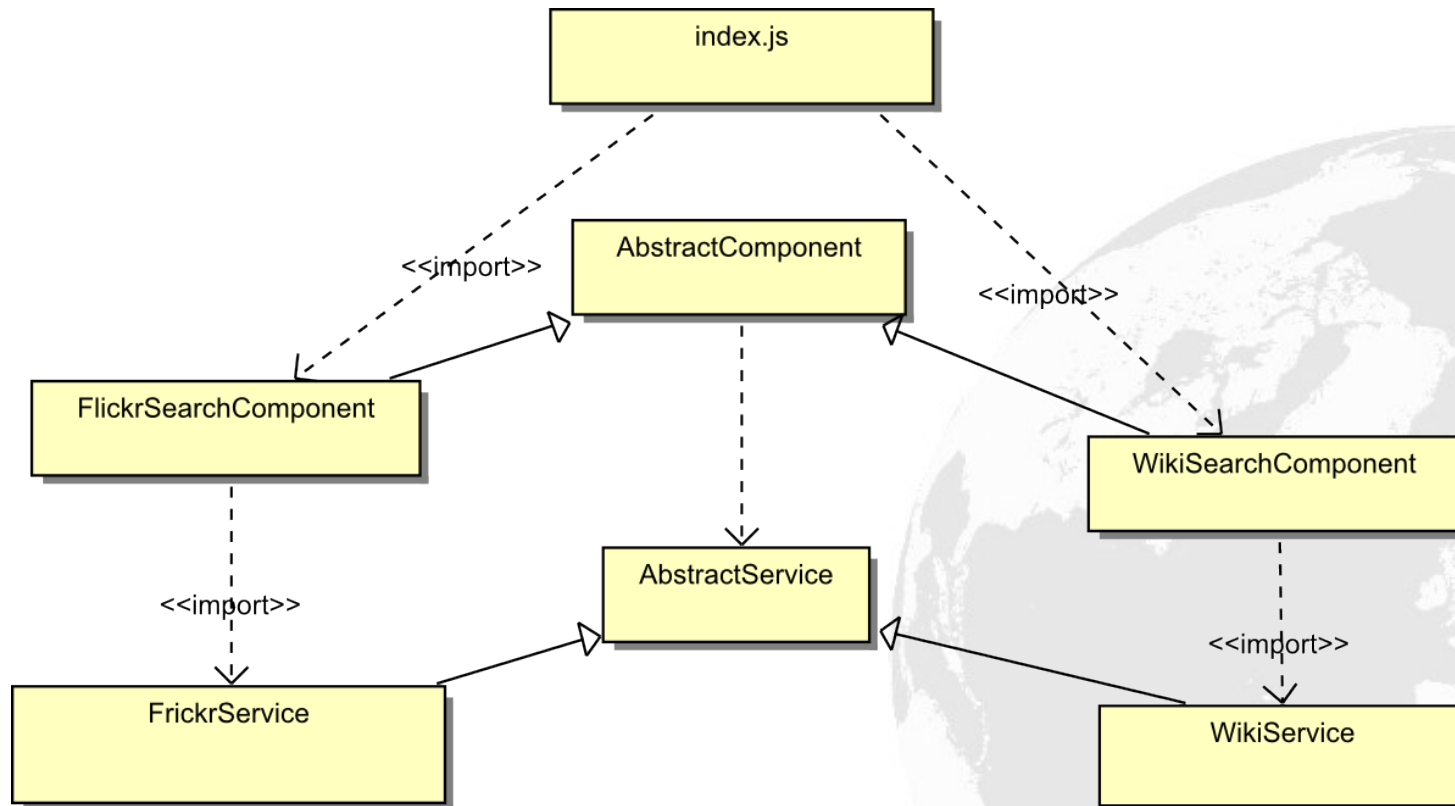 index.js
AbstractComponent
<<import>>
<<import>>
FlickrSearchComponent
WikiSearchComponent
AbstractService
<<import>>
<<import>>
FrickrService
WikiService